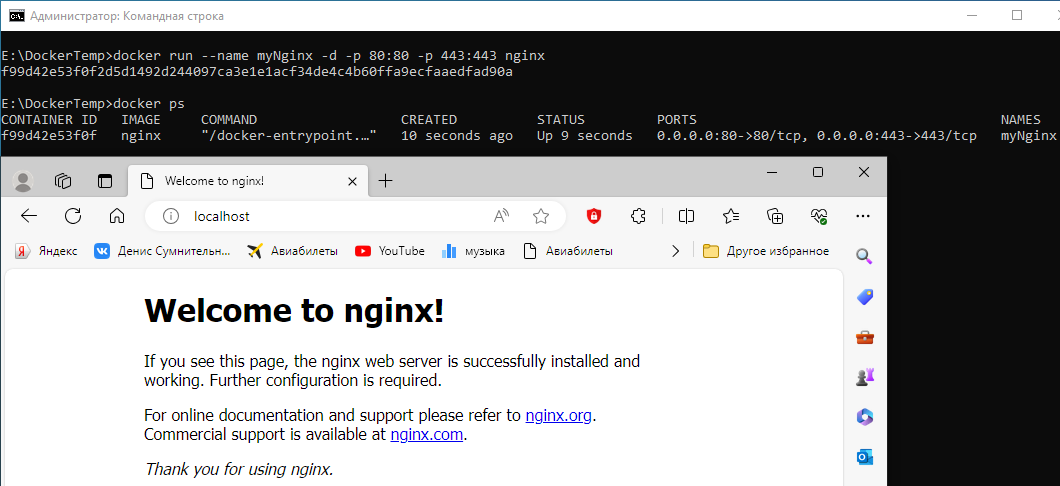 Администратор: Командная строка
E:\DockerTemp>docker run --name myNginx -d -p 80:80 -p 443:443 nginx
f99d42e53f0f2d5d1492d244097ca3e1e1acf34de4c4b60ffa9ecfaaedfad90a
E:\DockerTemp>docker ps
CONTAINER ID IMAGE COMMAND CREATED STATUS PORTS NAMES
f99d42e53f0f nginx "/docker-entrypoint.…" 10 seconds ago Up 9 seconds 0.0.0.0:80->80/tcp, 0.0.0.0:443->443/tcp myNginx
Welcome to nginx!
localhost
Яндекс Денис Сумнительн... Авиабилеты YouTube музыка Авиабилеты Другое избранное
Welcome to nginx!
If you see this page, the nginx web server is successfully installed and
working. Further configuration is required.
For online documentation and support please refer to nginx.org.
Commercial support is available at nginx.com.
Thank you for using nginx.